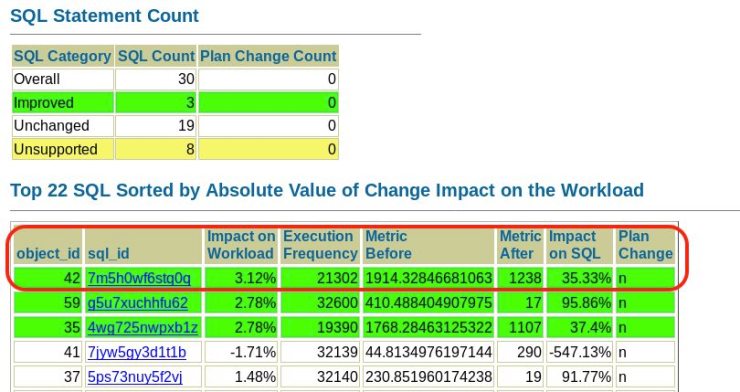 SQL Statement Count
SQL Category SQL Count Plan Change Count
Overall 30 0
Improved 3 0
Unchanged 19 0
Unsupported 8 0
Top 22 SQL Sorted by Absolute Value of Change Impact on the Workload
object_id sql_id Impact on Workload Execution Frequency Metric Before Metric After Impact on SQL Plan Change
42 7m5h0wf6stq0q 3.12% 21302 1914.32846681063 1238 35.33% n
59 g5u7xuchhfu62 2.78% 32600 410.488404907975 17 95.86% n
35 4wg725nwpxb1z 2.78% 19390 1768.28463125322 1107 37.4% n
41 7jyw5gy3d1t1b -1.71% 32139 44.8134976197144 290 -547.13% n
37 5ps73nuy5f2vj 1.48% 32140 230.851960174238 19 91.77% n